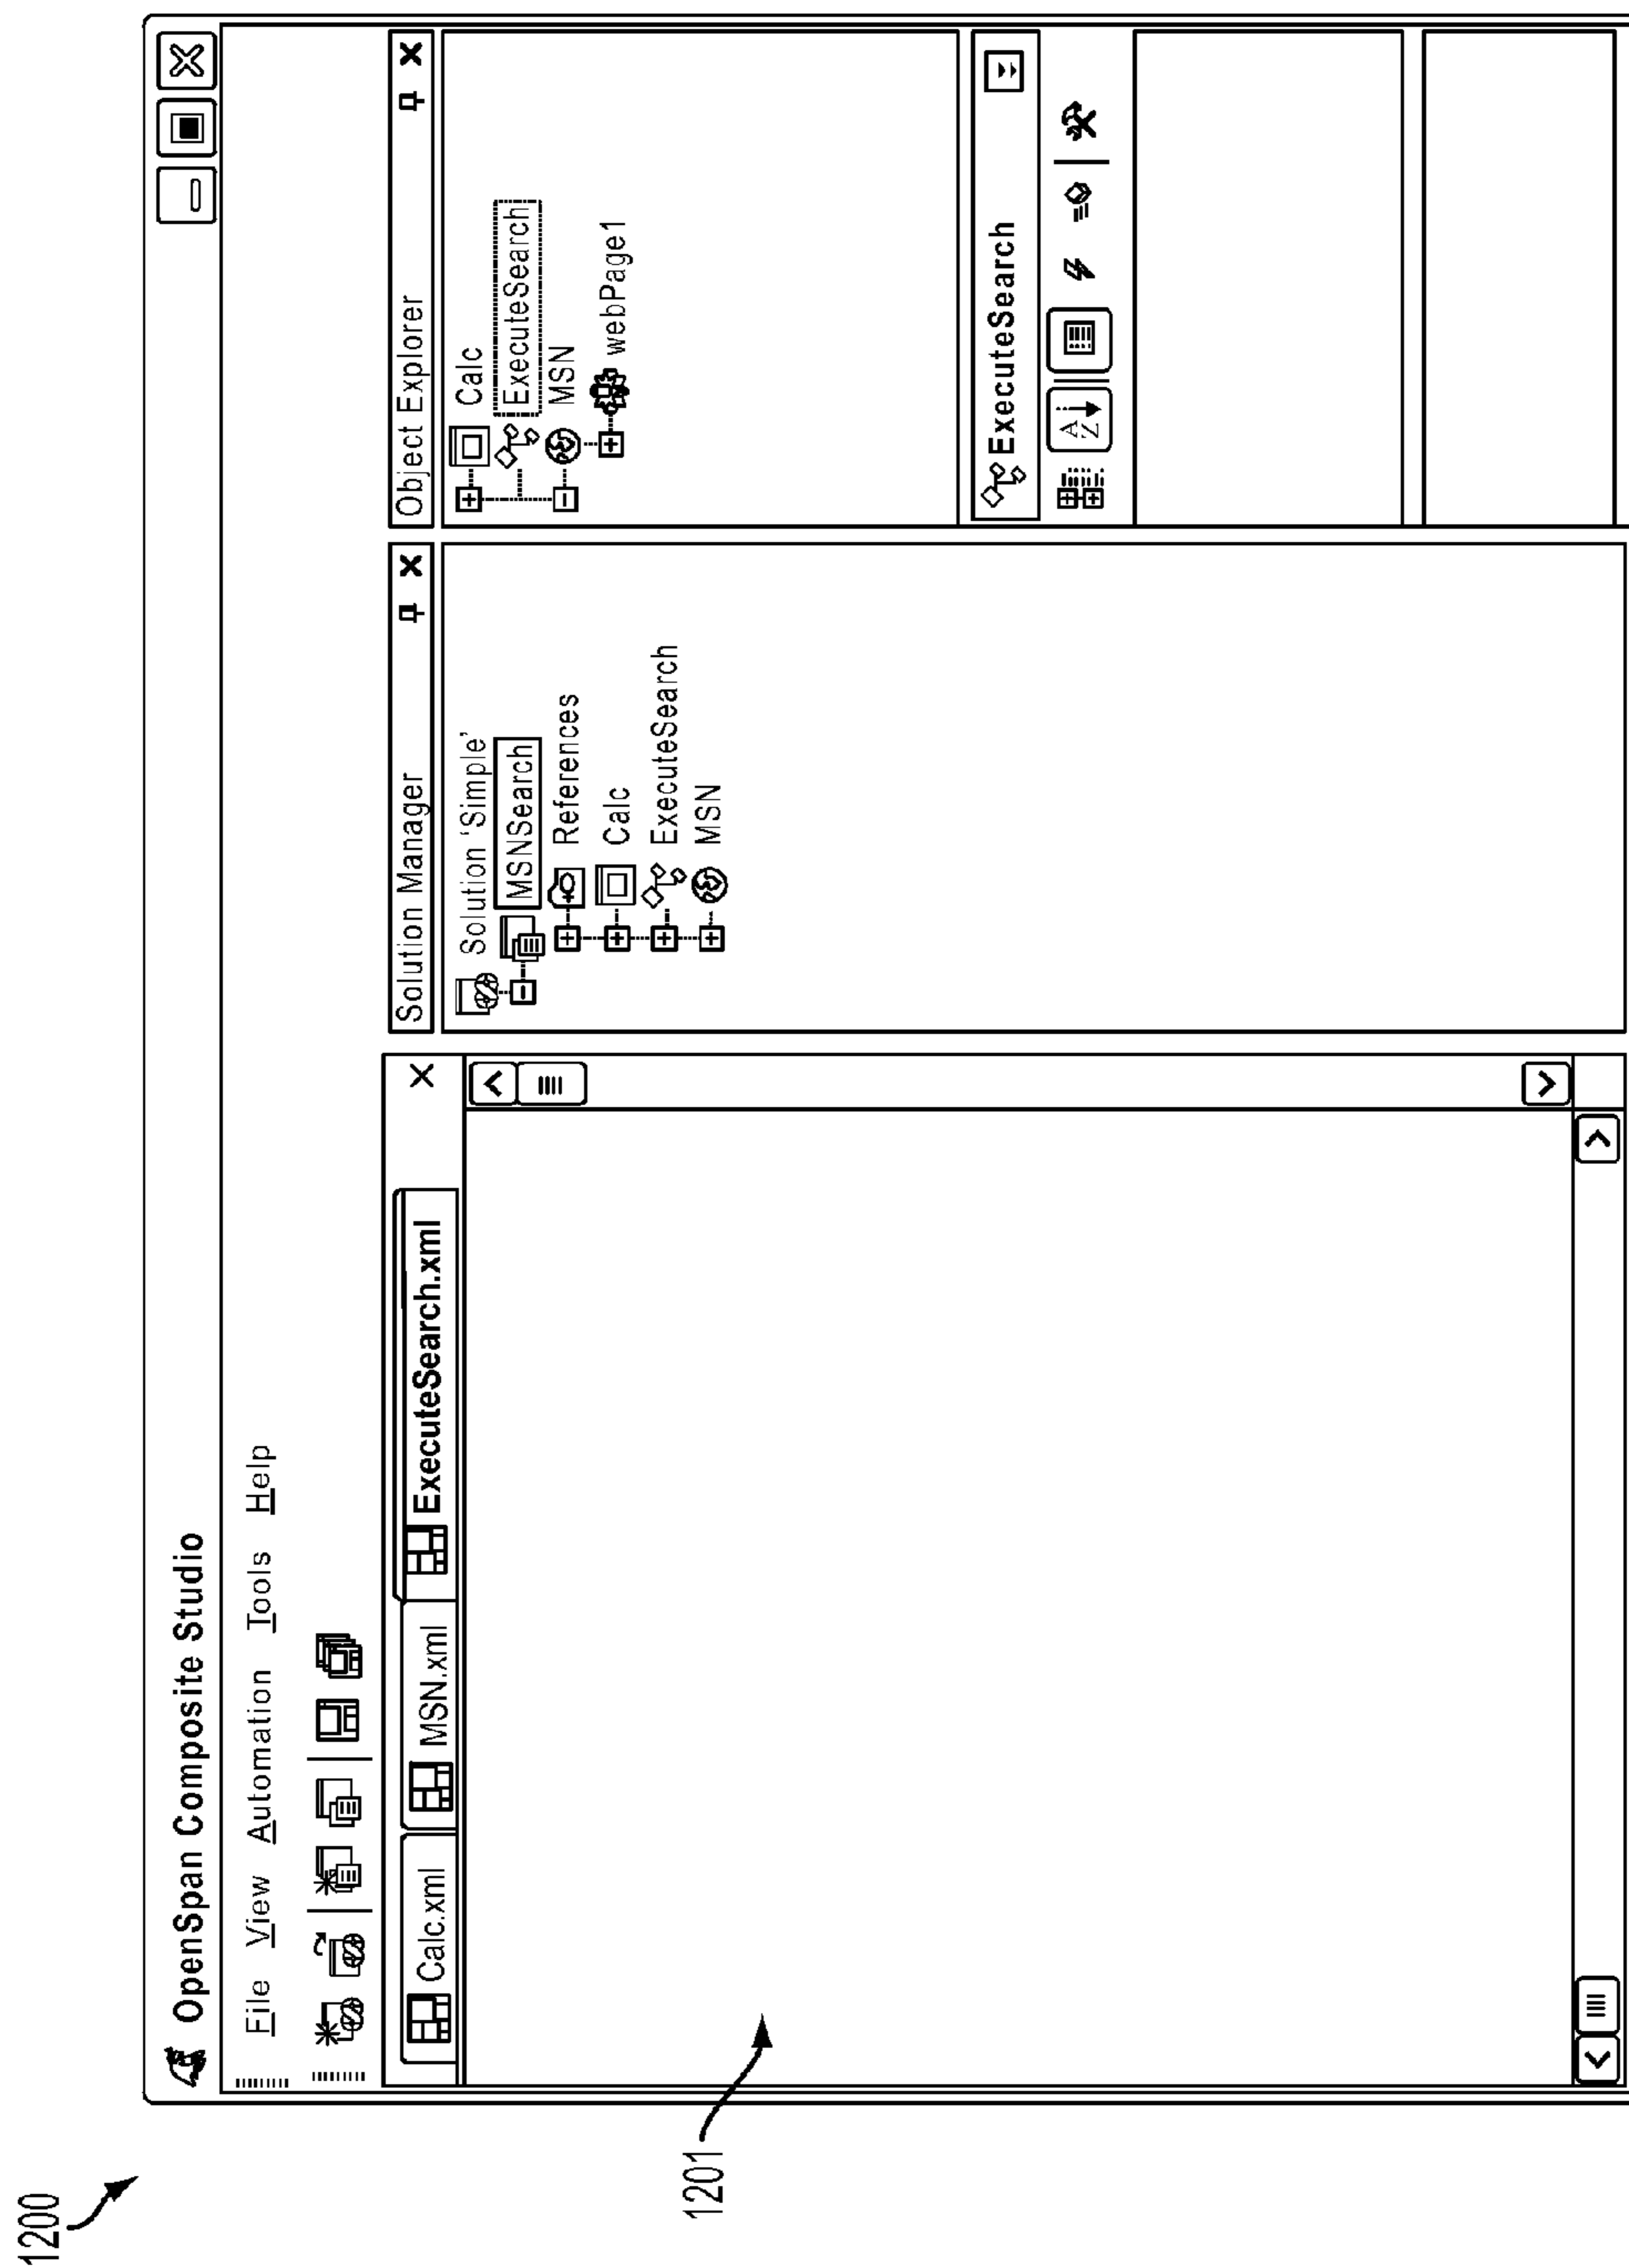 1200
OpenSpan Composite Studio
File View Automation Tools Help
Calc.xml MSN.xml ExecuteSearch.xml
1201
Solution Manager
Solution 'Simple'
MSNSearch
References
Calc
ExecuteSearch
MSN
Object Explorer
Calc
ExecuteSearch
MSN
webPage1
ExecuteSearch
A
Z